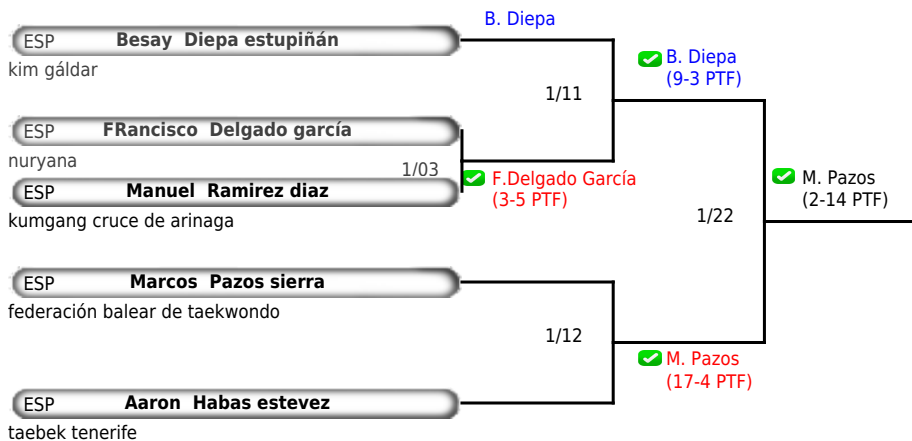 B. Diepa
ESP Besay Diepa estupiñán
kim gáldar
B. Diepa
(9-3 PTF)
1/11
ESP FRancisco Delgado garcía
nuryana
1/03
ESP Manuel Ramirez diaz
kumgang cruce de arinaga
F.Delgado García
(3-5 PTF)
M. Pazos
(2-14 PTF)
1/22
ESP Marcos Pazos sierra
federación balear de taekwondo
1/12
M. Pazos
(17-4 PTF)
ESP Aaron Habas estevez
taebek tenerife